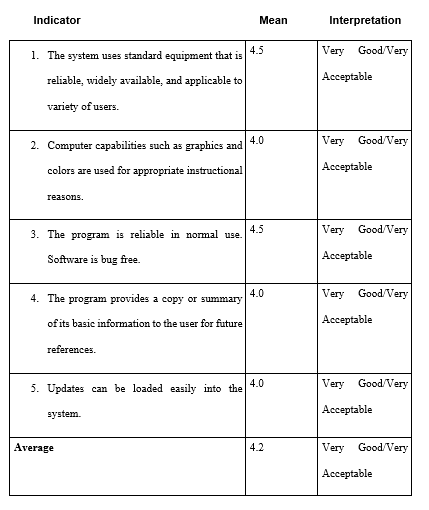 Indicator Mean Interpretation
1. The system uses standard equipment that is 4.5 Very Good/Very
reliable, widely available, and applicable to Acceptable
variety of users.
2. Computer capabilities such as graphics and 4.0 Very Good/Very
colors are used for appropriate instructional Acceptable
reasons.
3. The program is reliable in normal use. 4.5 Very Good/Very
Software is bug free. Acceptable
4. The program provides a copy or summary 4.0 Very Good/Very
of its basic information to the user for future Acceptable
references.
5. Updates can be loaded easily into the 4.0 Very Good/Very
system. Acceptable
Average 4.2 Very Good/Very
Acceptable